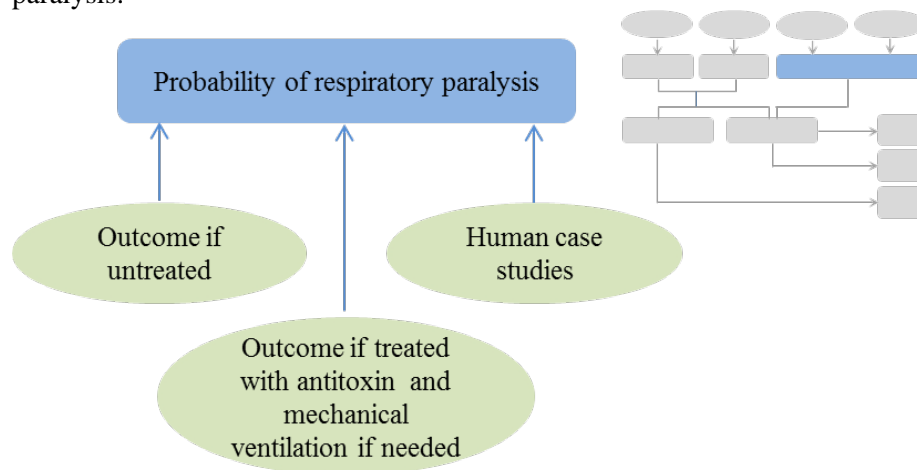 paralysis.
Probability of respiratory paralysis
Outcome if
untreated
Human case
studies
Outcome if treated
with antitoxin and
mechanical
ventilation if needed